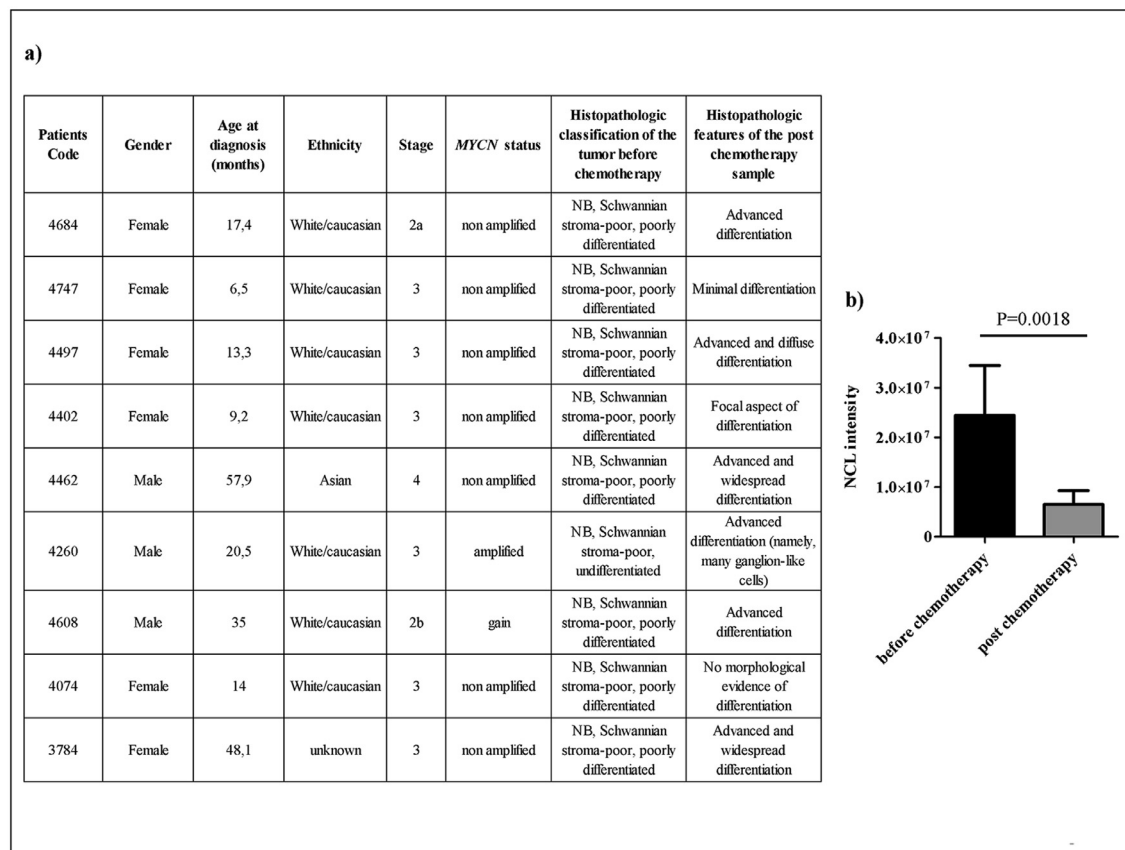 a)
Patients
Code
Gender
Age at
diagnosis
(months)
Ethnicity
Stage
MYCN status
Histopathologic
classification of the
tumor before
chemotherapy
Histopathologic
features of the post
chemotherapy
sample
4684
Female
17,4
White/caucasian
2a
non amplified
NB, Schwannian
stroma-poor, poorly
differentiated
Advanced
differentiation
4747
Female
6,5
White/caucasian
3
non amplified
NB, Schwannian
stroma-poor, poorly
differentiated
Minimal differentiation
4497
Female
13,3
White/caucasian
3
non amplified
NB, Schwannian
stroma-poor, poorly
differentiated
Advanced and diffuse
differentiation
4402
Female
9,2
White/caucasian
3
non amplified
NB, Schwannian
stroma-poor, poorly
differentiated
Focal aspect of
differentiation
4462
Male
57,9
Asian
4
non amplified
NB, Schwannian
stroma-poor, poorly
differentiated
Advanced and
widespread
differentiation
4260
Male
20,5
White/caucasian
3
amplified
NB, Schwannian
stroma-poor,
undifferentiated
Advanced
differentiation (namely,
many ganglion-like
cells)
4608
Male
35
White/caucasian
2b
gain
NB, Schwannian
stroma-poor, poorly
differentiated
Advanced
differentiation
4074
Female
14
White/caucasian
3
non amplified
NB, Schwannian
stroma-poor, poorly
differentiated
No morphological
evidence of
differentiation
3784
Female
48,1
unknown
3
non amplified
NB, Schwannian
stroma-poor, poorly
differentiated
Advanced and
widespread
differentiation
b)
P=0.0018
NCL intensity
4.0×10⁷
3.0×10⁷
2.0×10⁷
1.0×10⁷
0
before chemotherapy
post chemotherapy